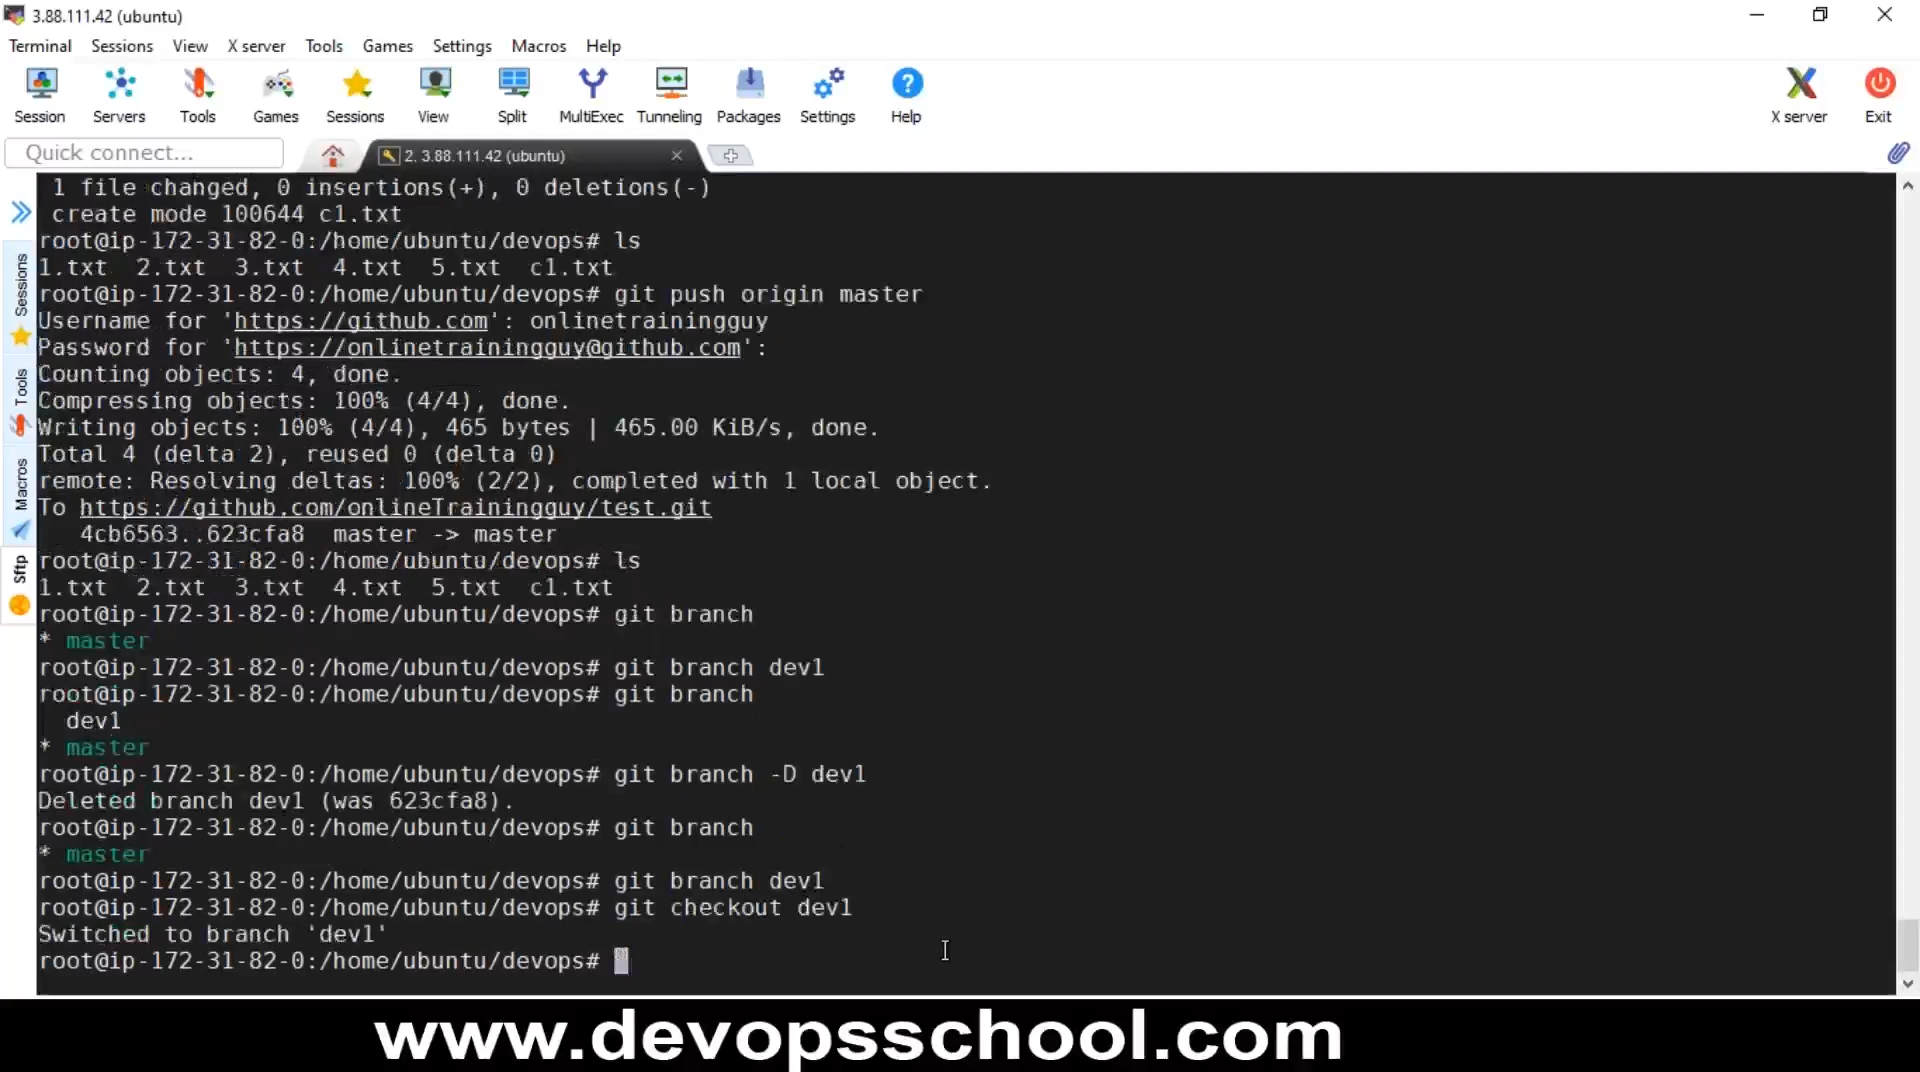 3.88.111.42 (ubuntu)
Terminal Sessions View X server Tools Games Settings Macros Help
Session Servers Tools Games Sessions View Split MultiExec Tunneling Packages Settings Help X server Exit
Quick connect... 2. 3.88.111.42 (ubuntu)
Sessions
Tools
Macros
Sftp
1 file changed, 0 insertions(+), 0 deletions(-)
create mode 100644 c1.txt
root@ip-172-31-82-0:/home/ubuntu/devops# ls
1.txt 2.txt 3.txt 4.txt 5.txt c1.txt
root@ip-172-31-82-0:/home/ubuntu/devops# git push origin master
Username for 'https://github.com': onlinetrainingguy
Password for 'https://onlinetrainingguy@github.com':
Counting objects: 4, done.
Compressing objects: 100% (4/4), done.
Writing objects: 100% (4/4), 465 bytes | 465.00 KiB/s, done.
Total 4 (delta 2), reused 0 (delta 0)
remote: Resolving deltas: 100% (2/2), completed with 1 local object.
To https://github.com/onlineTrainingguy/test.git
4cb6563..623cfa8 master -> master
root@ip-172-31-82-0:/home/ubuntu/devops# ls
1.txt 2.txt 3.txt 4.txt 5.txt c1.txt
root@ip-172-31-82-0:/home/ubuntu/devops# git branch
* master
root@ip-172-31-82-0:/home/ubuntu/devops# git branch dev1
root@ip-172-31-82-0:/home/ubuntu/devops# git branch
dev1
* master
root@ip-172-31-82-0:/home/ubuntu/devops# git branch -D dev1
Deleted branch dev1 (was 623cfa8).
root@ip-172-31-82-0:/home/ubuntu/devops# git branch
* master
root@ip-172-31-82-0:/home/ubuntu/devops# git branch dev1
root@ip-172-31-82-0:/home/ubuntu/devops# git checkout dev1
Switched to branch 'dev1'
root@ip-172-31-82-0:/home/ubuntu/devops#
www.devopsschool.com